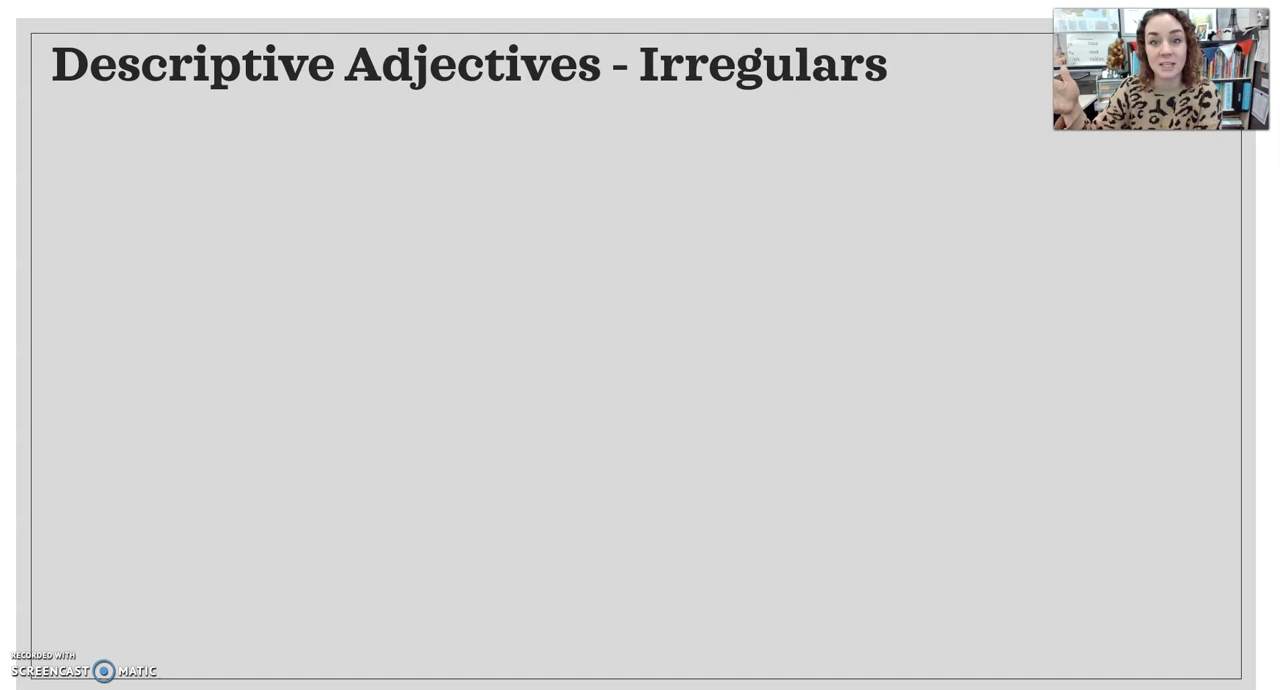 Descriptive Adjectives - Irregulars
RECORDED WITH
SCREENCAST MATIC